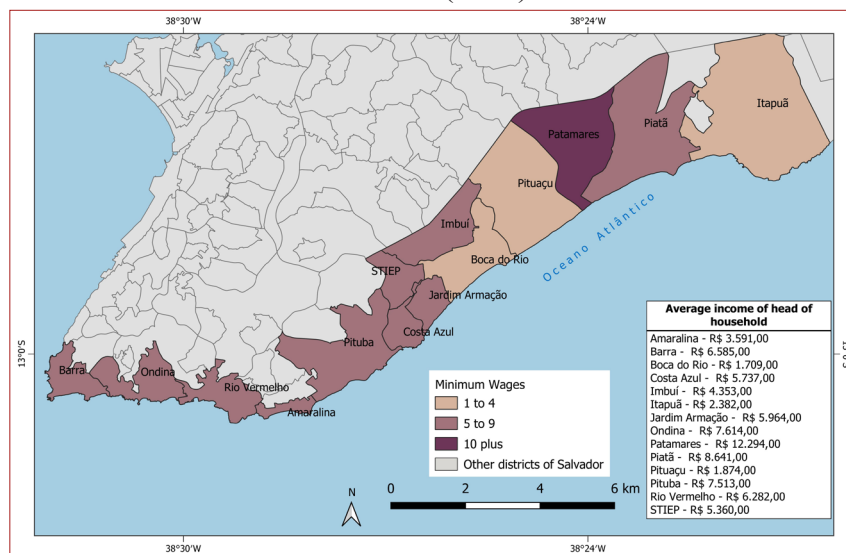 38°30'W
38°24'W
Itapuã
Piatã
Patamares
Pituaçu
Oceano Atlântico
Imbuí
Boca do Rio
STIEP
Jardim Armação
Costa Azul
Pituba
13°0'S
Barra
Ondina
Rio Vermelho
Amaralina
Minimum Wages
1 to 4
5 to 9
10 plus
Other districts of Salvador
Average income of head of
household
Amaralina - R$ 3.591,00
Barra - R$ 6.585,00
Boca do Rio - R$ 1.709,00
Costa Azul - R$ 5.737,00
Imbuí - R$ 4.353,00
Itapuã - R$ 2.382,00
Jardim Armação - R$ 5.964,00
Ondina - R$ 7.614,00
Patamares - R$ 12.294,00
Piatã - R$ 8.641,00
Pituaçu - R$ 1.874,00
Pituba - R$ 7.513,00
Rio Vermelho - R$ 6.282,00
STIEP - R$ 5.360,00
N
0 2 4 6 km
38°30'W
38°24'W